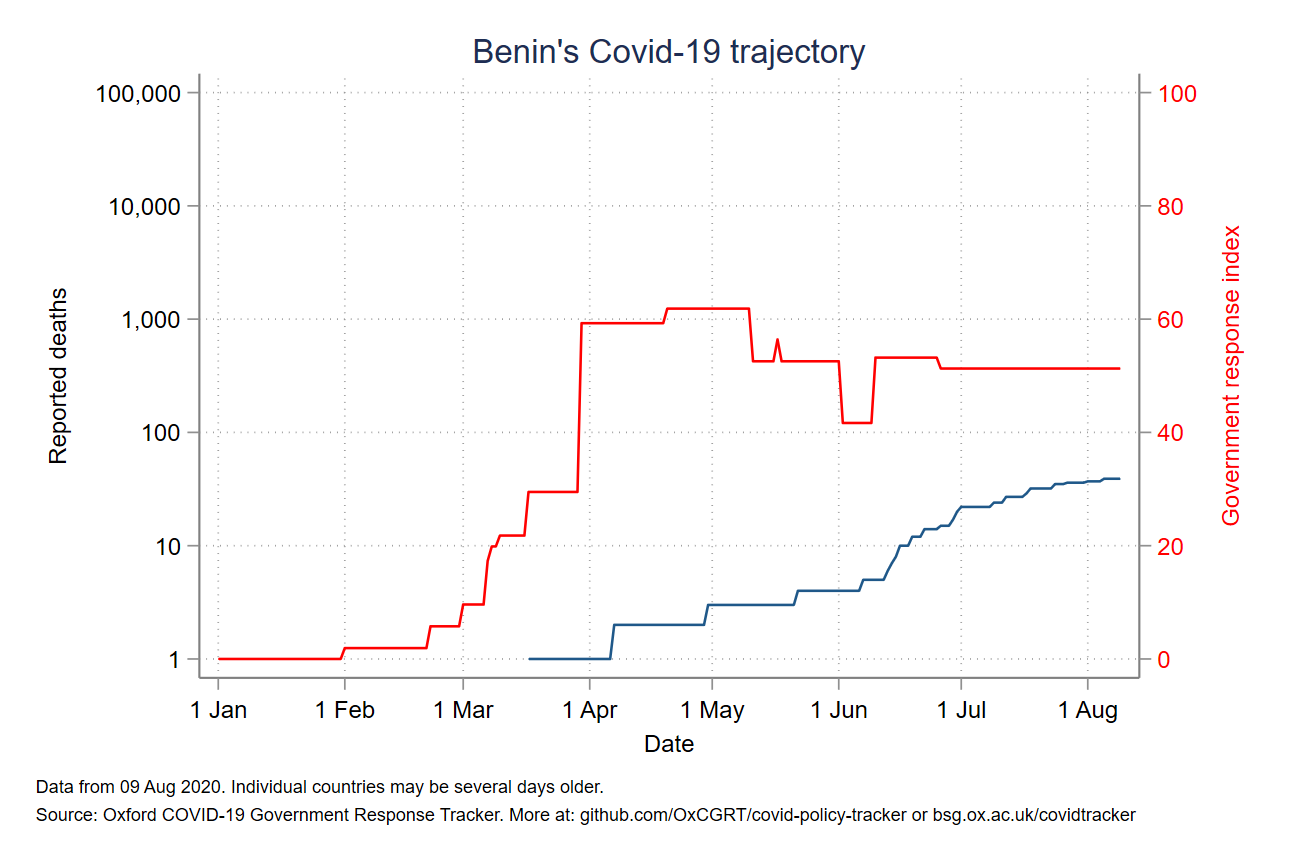 Benin's Covid-19 trajectory
100,000
10,000
1,000
100
10
1
Reported deaths
100
80
60
40
20
0
Government response index
1 Jan
1 Feb
1 Mar
1 Apr
1 May
1 Jun
1 Jul
1 Aug
Date
Data from 09 Aug 2020. Individual countries may be several days older.
Source: Oxford COVID-19 Government Response Tracker. More at: github.com/OxCGRT/covid-policy-tracker or bsg.ox.ac.uk/covidtracker